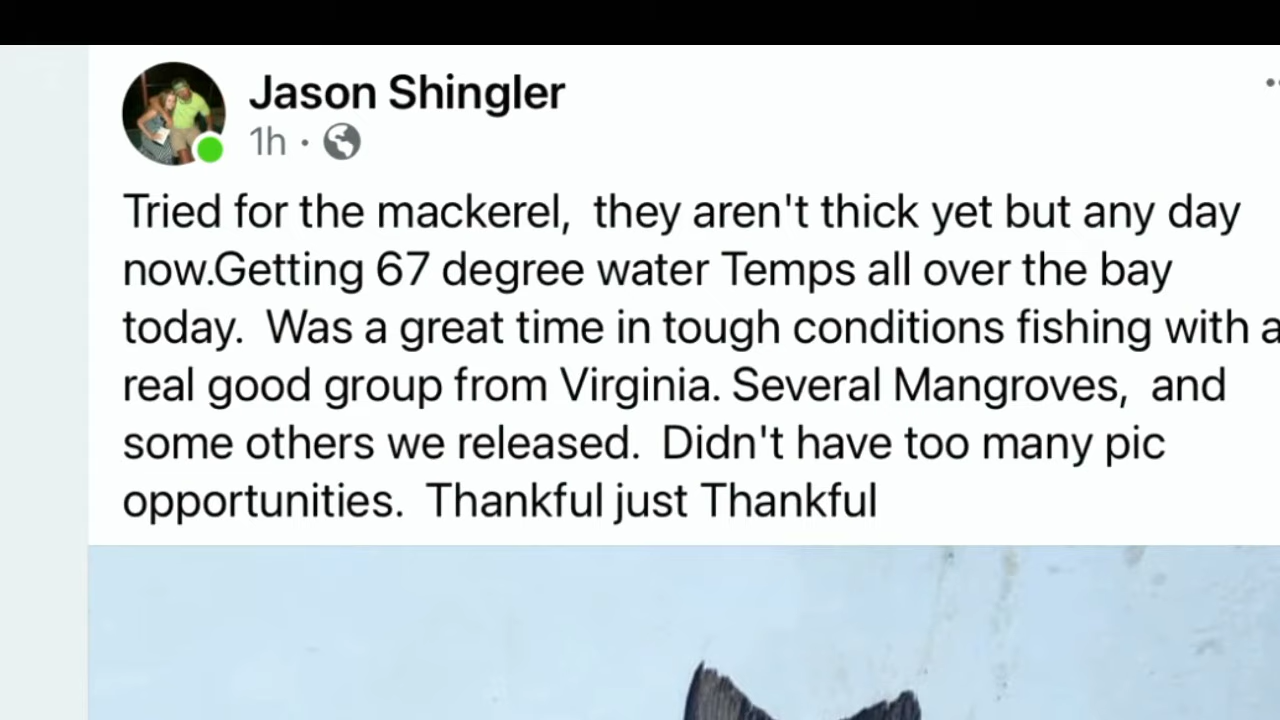 Jason Shingler
1h ·
Tried for the mackerel, they aren't thick yet but any day
now.Getting 67 degree water Temps all over the bay
today. Was a great time in tough conditions fishing with a
real good group from Virginia. Several Mangroves, and
some others we released. Didn't have too many pic
opportunities. Thankful just Thankful